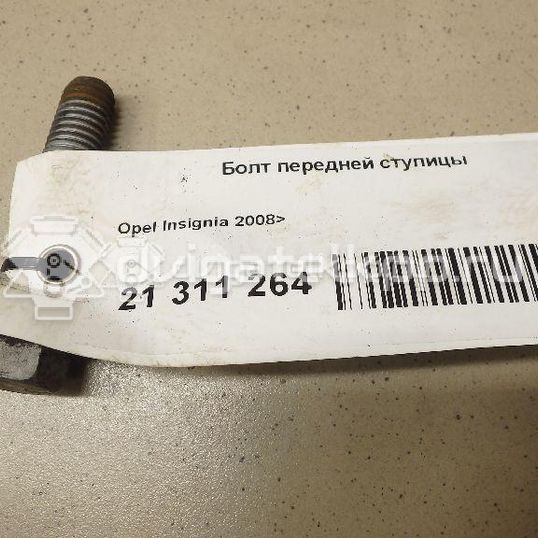 Болт передней ступицы
Opel Insignia 2008>
21 311 264